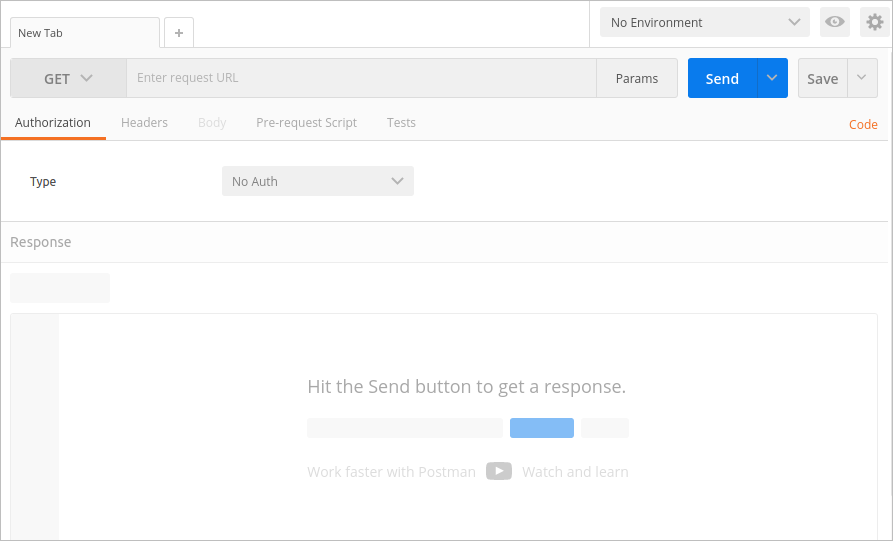 New Tab
+
No Environment
GET
Enter request URL
Params
Send
Save
Authorization
Headers
Body
Pre-request Script
Tests
Code
Type
No Auth
Response
Hit the Send button to get a response.
Work faster with Postman
Watch and learn